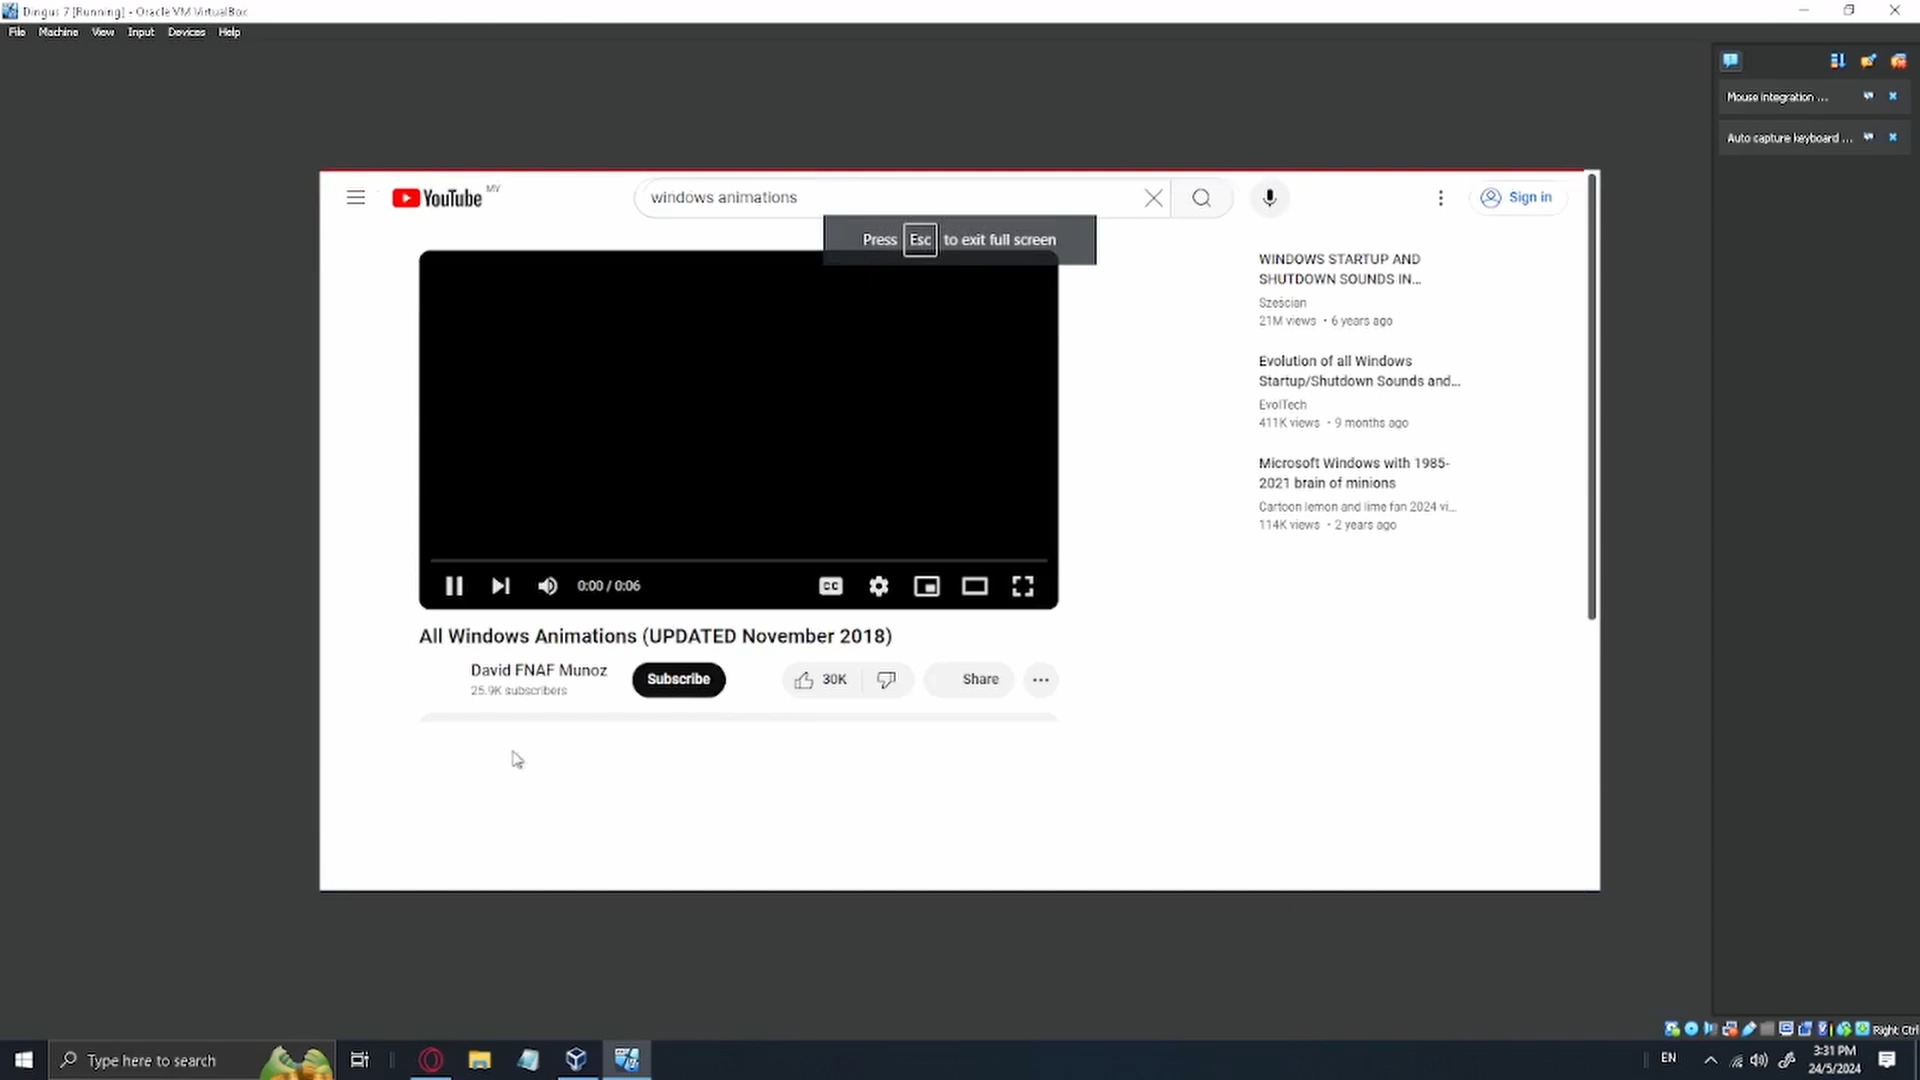 Dingus 7 [Running] - Oracle VM VirtualBox
File Machine View Input Devices Help
Mouse integration ...
Auto capture keyboard ...
YouTube MY
windows animations
Sign in
Press Esc to exit full screen
WINDOWS STARTUP AND
SHUTDOWN SOUNDS IN...
Sześcian
21M views • 6 years ago
Evolution of all Windows
Startup/Shutdown Sounds and...
EvolTech
411K views • 9 months ago
Microsoft Windows with 1985-
2021 brain of minions
Cartoon lemon and lime fan 2024 vi...
114K views • 2 years ago
0:00 / 0:06
CC
All Windows Animations (UPDATED November 2018)
David FNAF Munoz
25.9K subscribers
Subscribe
30K
Share
Right Ctrl
Type here to search
EN
3:31 PM
24/5/2024